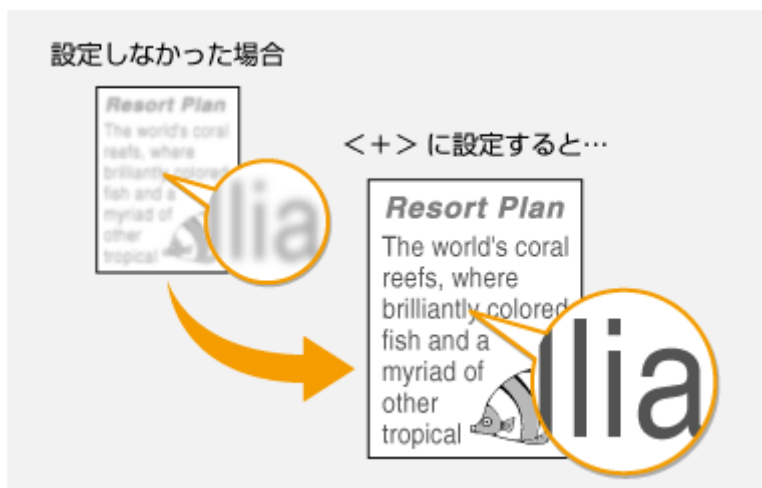 設定しなかった場合
Resort Plan
The world's coral
reefs, where
brilliantly colored
fish and a
myriad of
other
tropical
lia
<+> に設定すると…
Resort Plan
The world's coral
reefs, where
brilliantly colored
fish and a
myriad of
other
tropical
llia